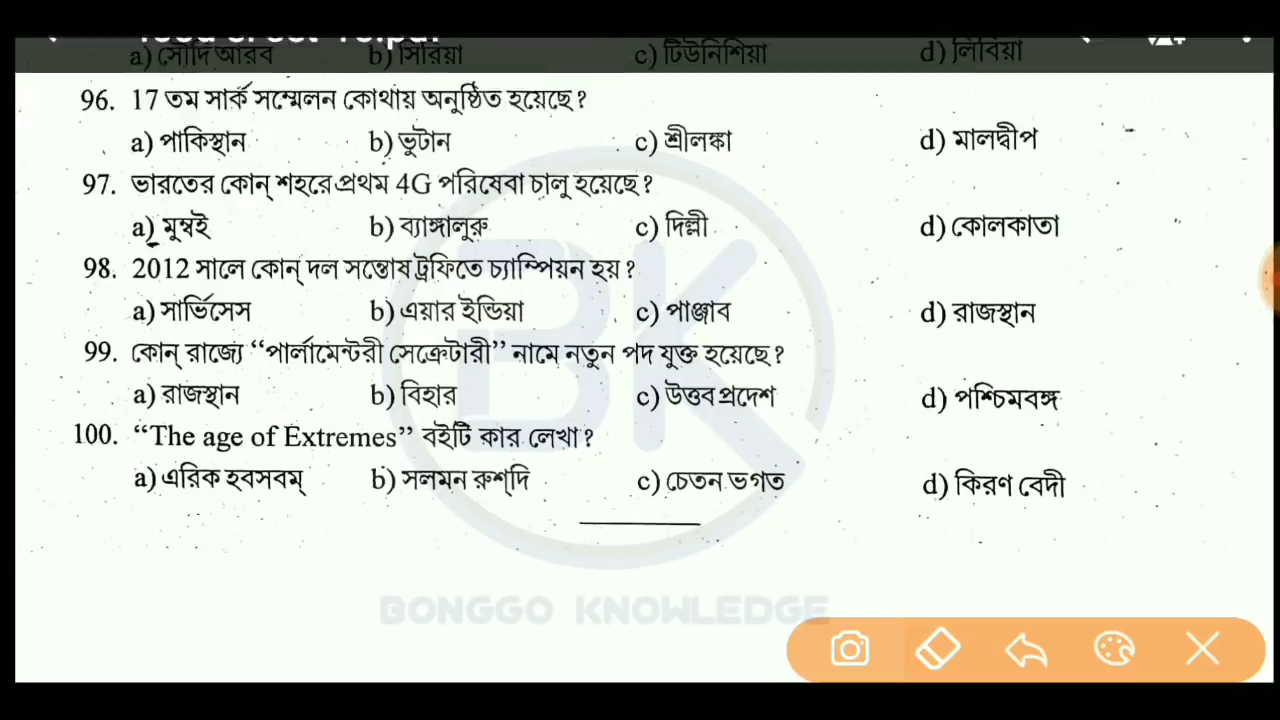 a) সৌদি আরব b) সিরিয়া c) টিউনিশিয়া d) লিবিয়া
96. 17 তম সার্ক সম্মেলন কোথায় অনুষ্ঠিত হয়েছে?
a) পাকিস্থান b) ভুটান c) শ্রীলঙ্কা d) মালদ্বীপ
97. ভারতের কোন্ শহরে প্রথম 4G পরিষেবা চালু হয়েছে?
a) মুম্বই b) ব্যাঙ্গালুরু c) দিল্লী d) কোলকাতা
98. 2012 সালে কোন্ দল সন্তোষ ট্রফিতে চ্যাম্পিয়ন হয়?
a) সার্ভিসেস b) এয়ার ইন্ডিয়া c) পাঞ্জাব d) রাজস্থান
99. কোন্ রাজ্যে “পার্লামেন্টরী সেক্রেটারী” নামে নতুন পদ যুক্ত হয়েছে?
a) রাজস্থান b) বিহার c) উত্তব প্রদেশ d) পশ্চিমবঙ্গ
100. “The age of Extremes” বইটি কার লেখা?
a) এরিক হবসবম্ b) সলমন রুশ্‌দি c) চেতন ভগত d) কিরণ বেদী
BONGGO KNOWLEDGE